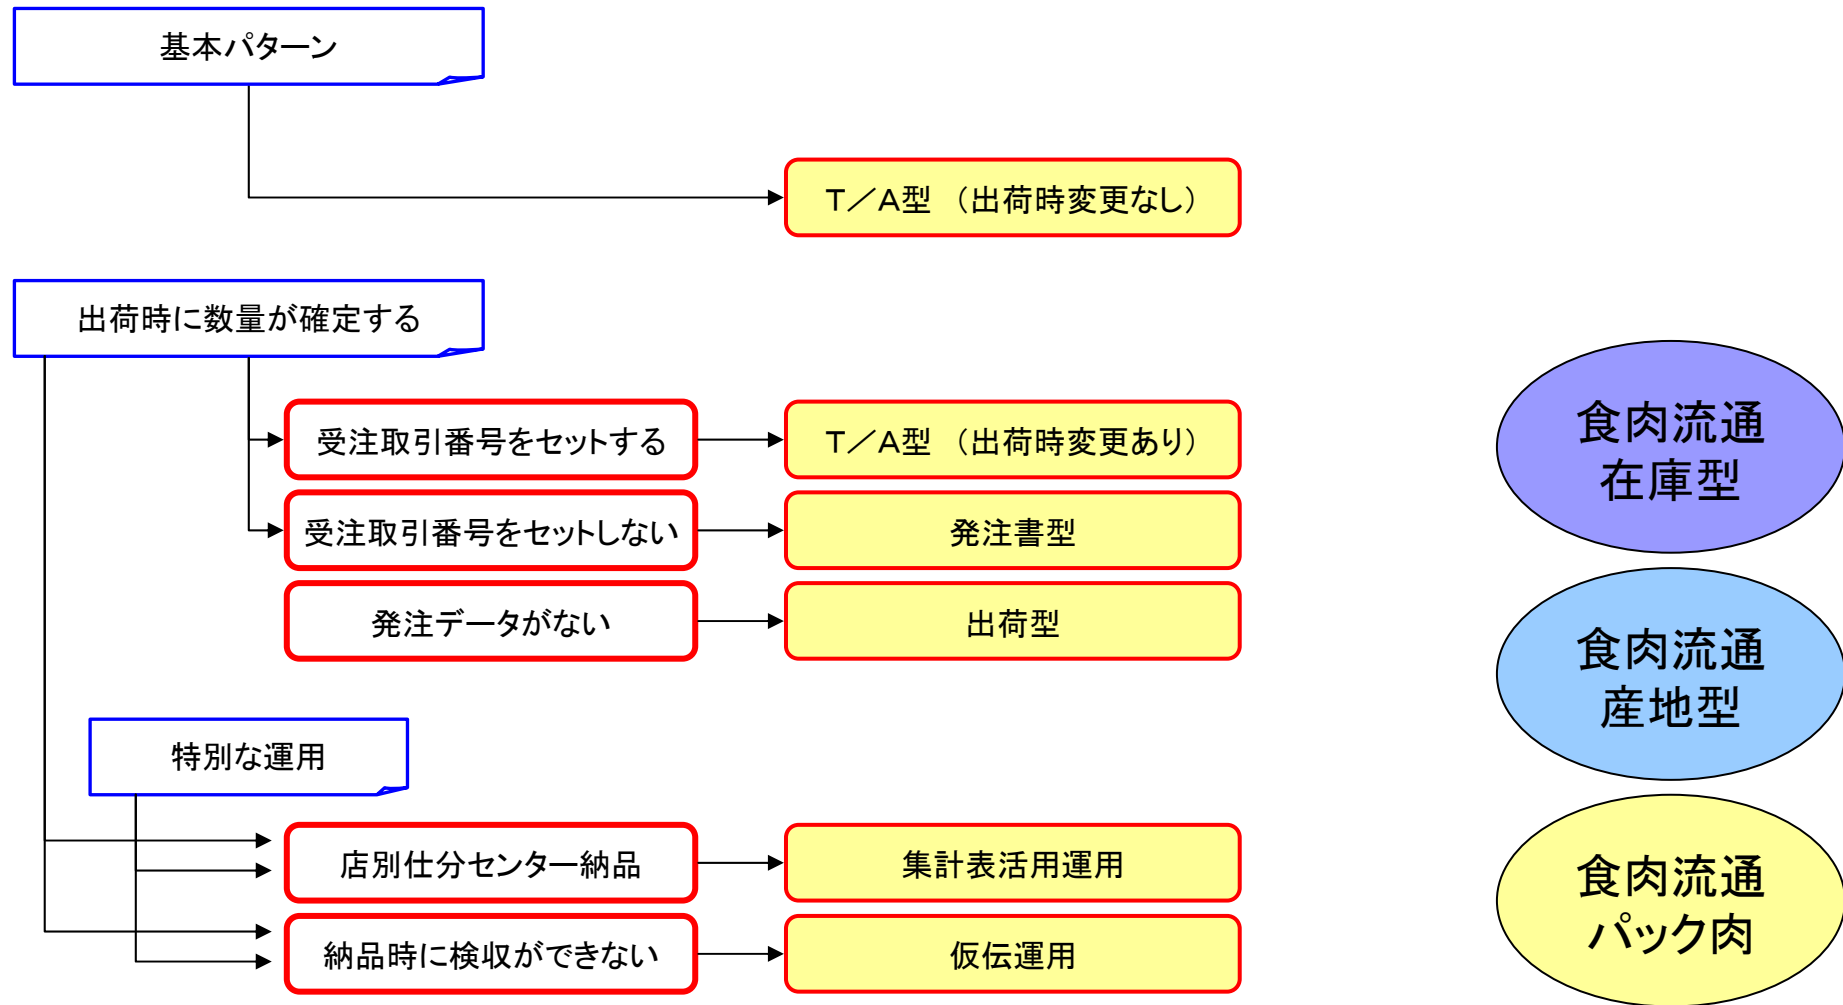 基本パターン
T／A型　（出荷時変更なし）
出荷時に数量が確定する
受注取引番号をセットする
T／A型　（出荷時変更あり）
受注取引番号をセットしない
発注書型
発注データがない
出荷型
特別な運用
店別仕分センター納品
集計表活用運用
納品時に検収ができない
仮伝運用
食肉流通
在庫型
食肉流通
産地型
食肉流通
パック肉